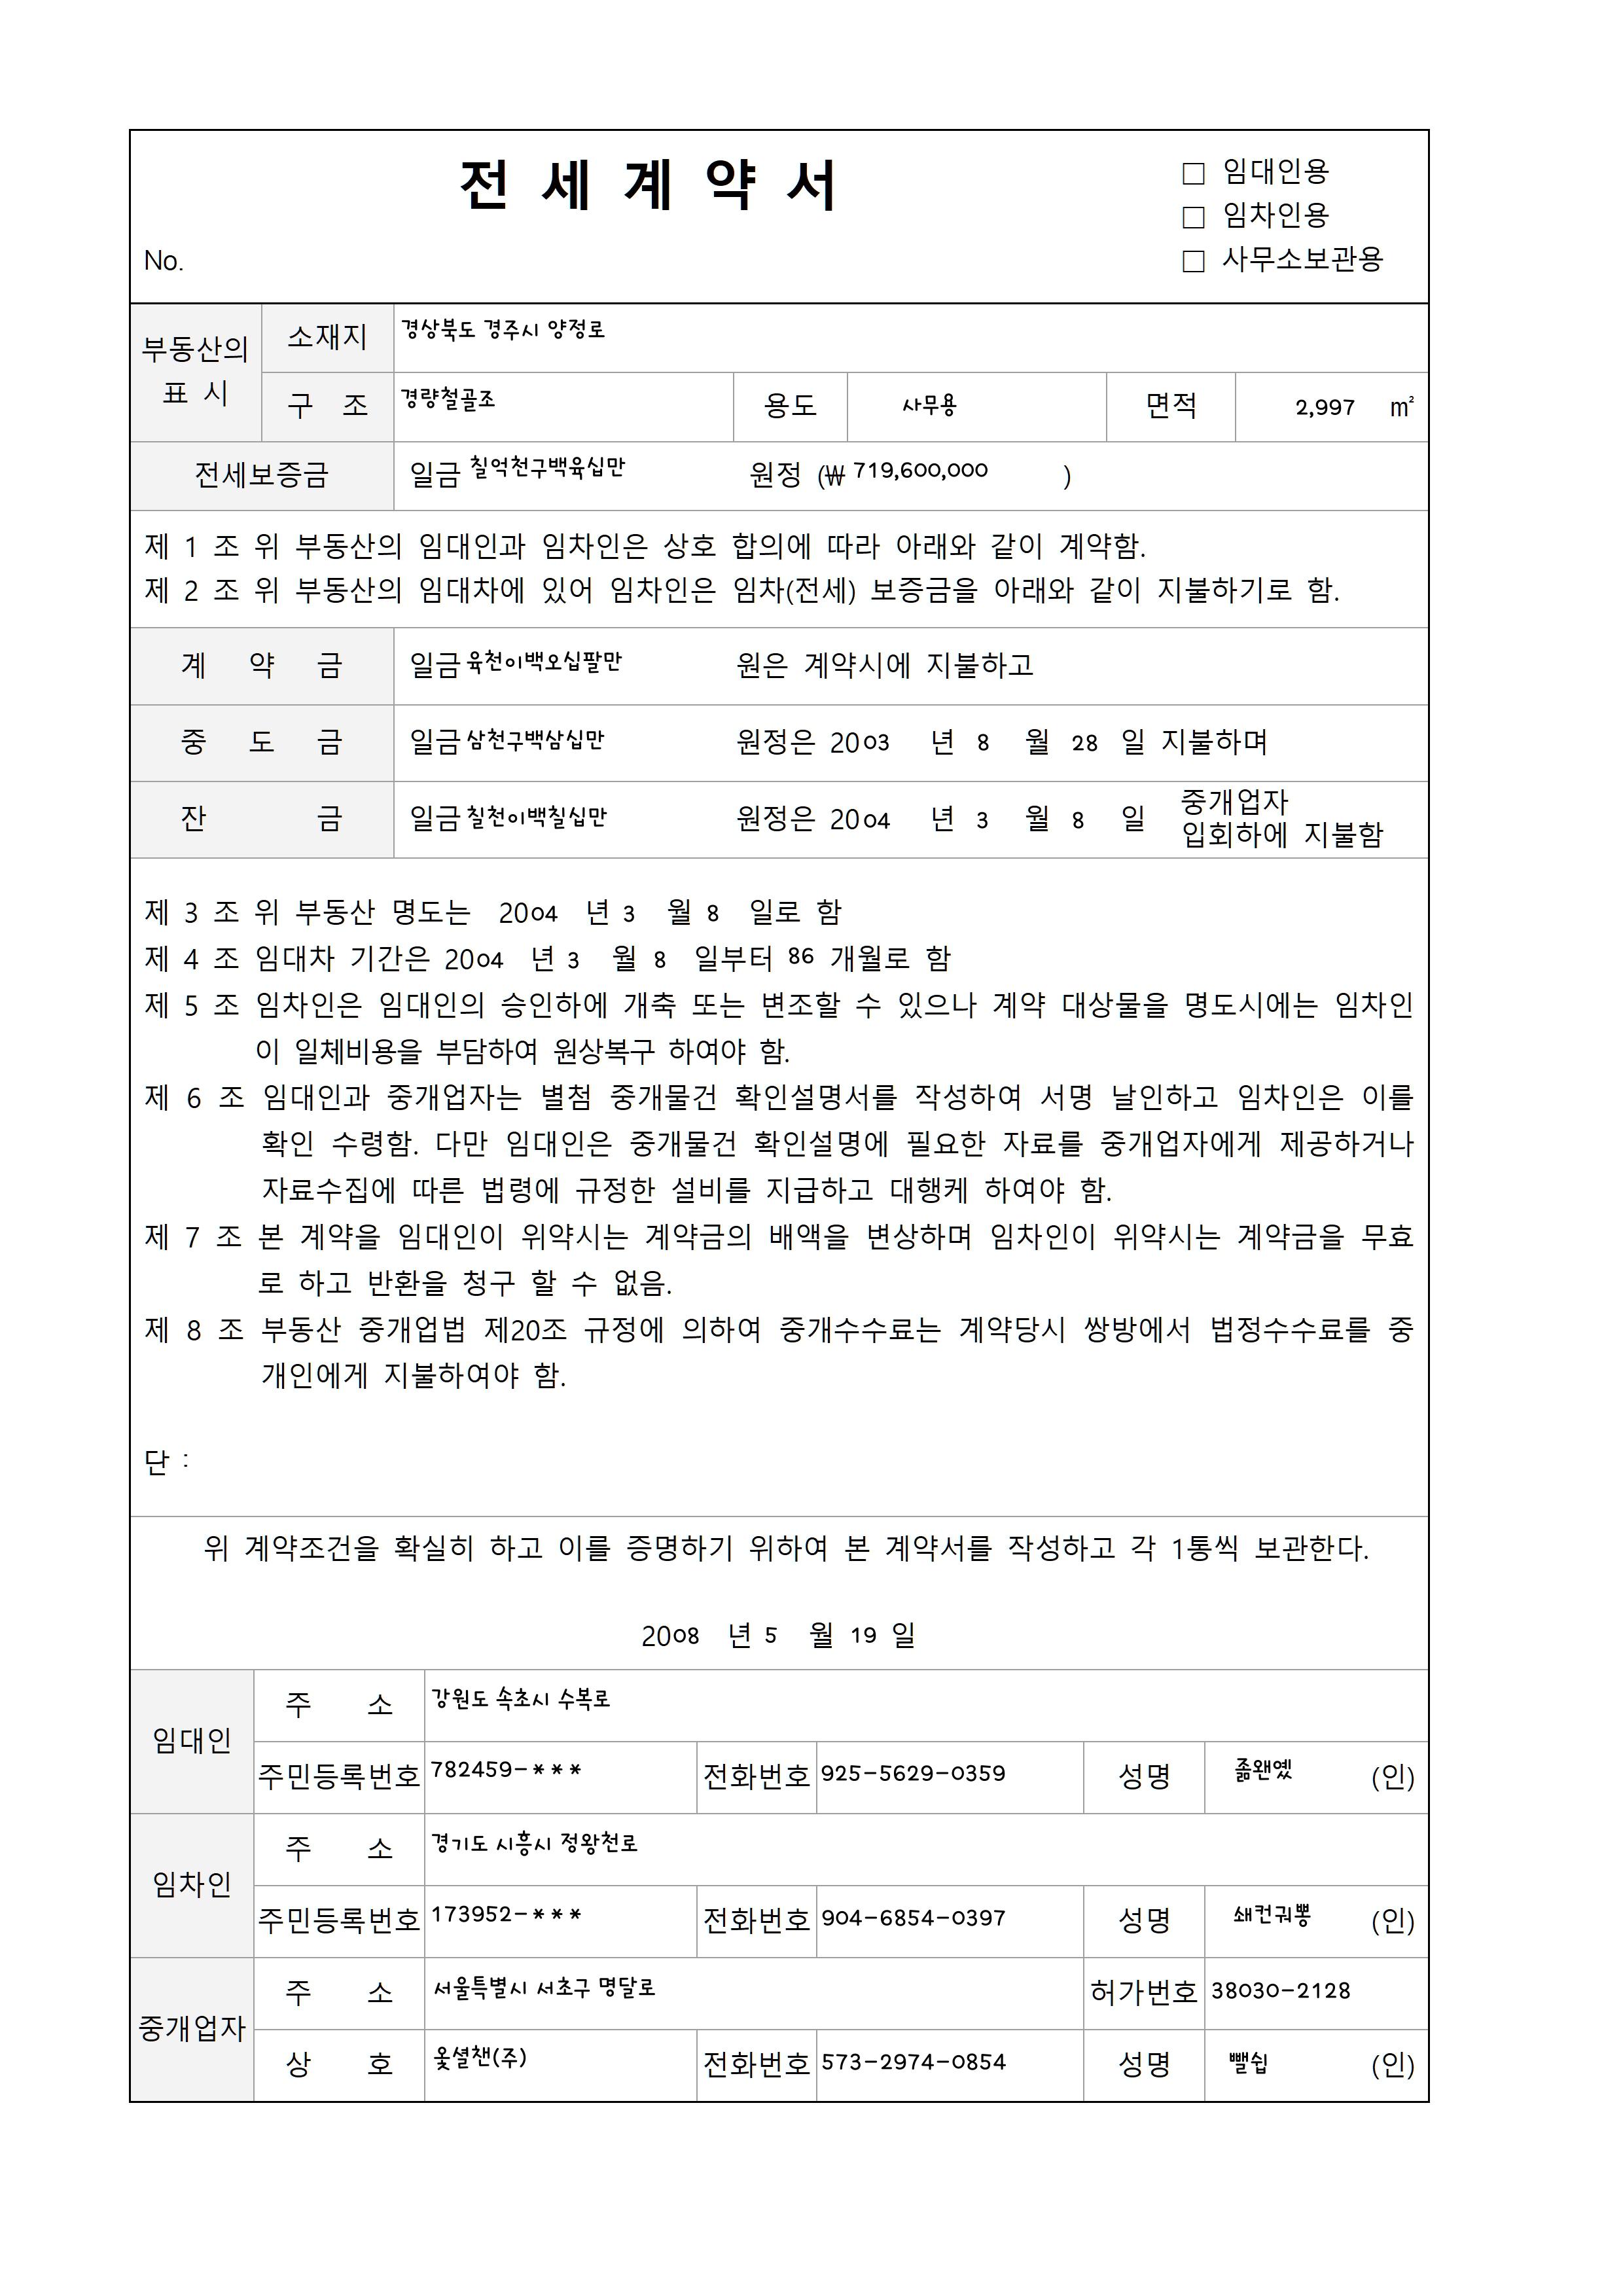 전 세 계 약 서
□ 임대인용
□ 임차인용
□ 사무소보관용
No.
부동산의 표 시 소재지 경상북도 경주시 양정로
구 조 경량철골조 용도 사무용 면적 2,997 ㎡
전세보증금 일금 칠억천구백육십만 원정 (₩ 719,600,000 )
제 1 조 위 부동산의 임대인과 임차인은 상호 합의에 따라 아래와 같이 계약함.
제 2 조 위 부동산의 임대차에 있어 임차인은 임차(전세) 보증금을 아래와 같이 지불하기로 함.
계 약 금 일금 육천이백오십팔만 원은 계약시에 지불하고
중 도 금 일금 삼천구백삼십만 원정은 2003 년 8 월 28 일 지불하며
잔 금 일금 칠천이백칠십만 원정은 2004 년 3 월 8 일 중개업자 입회하에 지불함
제 3 조 위 부동산 명도는 2004 년 3 월 8 일로 함
제 4 조 임대차 기간은 2004 년 3 월 8 일부터 86 개월로 함
제 5 조 임차인은 임대인의 승인하에 개축 또는 변조할 수 있으나 계약 대상물을 명도시에는 임차인
이 일체비용을 부담하여 원상복구 하여야 함.
제 6 조 임대인과 중개업자는 별첨 중개물건 확인설명서를 작성하여 서명 날인하고 임차인은 이를
확인 수령함. 다만 임대인은 중개물건 확인설명에 필요한 자료를 중개업자에게 제공하거나
자료수집에 따른 법령에 규정한 설비를 지급하고 대행케 하여야 함.
제 7 조 본 계약을 임대인이 위약시는 계약금의 배액을 변상하며 임차인이 위약시는 계약금을 무효
로 하고 반환을 청구 할 수 없음.
제 8 조 부동산 중개업법 제20조 규정에 의하여 중개수수료는 계약당시 쌍방에서 법정수수료를 중
개인에게 지불하여야 함.
단 :
위 계약조건을 확실히 하고 이를 증명하기 위하여 본 계약서를 작성하고 각 1통씩 보관한다.
2008 년 5 월 19 일
임대인 주 소 강원도 속초시 수복로
주민등록번호 782459-*** 전화번호 925-5629-0359 성명 졻왠옜 (인)
임차인 주 소 경기도 시흥시 정왕천로
주민등록번호 173952-*** 전화번호 904-6854-0397 성명 쇄컨궈뽕 (인)
중개업자 주 소 서울특별시 서초구 명달로 허가번호 38030-2128
상 호 옻셜챈(주) 전화번호 573-2974-0854 성명 뺄쉽 (인)